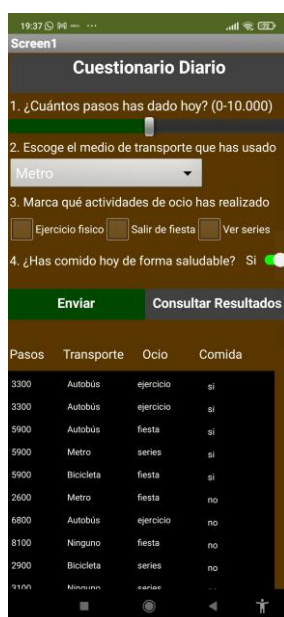 19:37
Screen1
Cuestionario Diario
1. ¿Cuántos pasos has dado hoy? (0-10.000)
2. Escoge el medio de transporte que has usado
Metro
3. Marca qué actividades de ocio has realizado
Ejercicio fisico Salir de fiesta Ver series
4. ¿Has comido hoy de forma saludable? Si
Enviar Consultar Resultados
Pasos Transporte Ocio Comida
3300 Autobús ejercicio si
3300 Autobús ejercicio si
5900 Autobús fiesta si
5900 Metro series si
5900 Bicicleta fiesta si
2600 Metro fiesta no
6800 Autobús ejercicio no
8100 Ninguno fiesta no
2900 Bicicleta series no
3100 Ninguno series